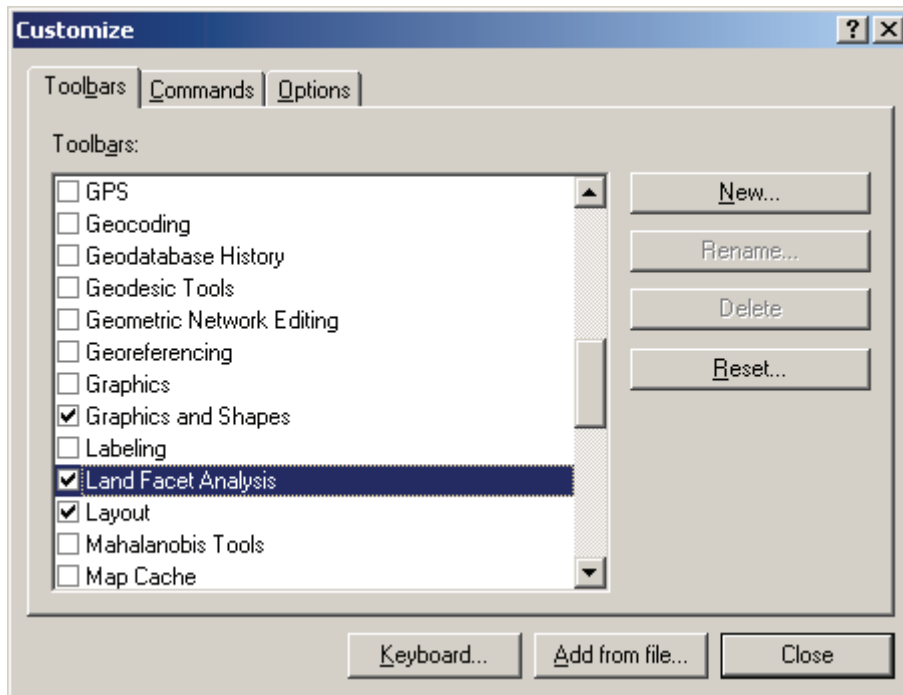 Customize
Toolbars Commands Options
Toolbars:
GPS
Geocoding
Geodatabase History
Geodesic Tools
Geometric Network Editing
Georeferencing
Graphics
Graphics and Shapes
Labeling
Land Facet Analysis
Layout
Mahalanobis Tools
Map Cache
New...
Rename...
Delete
Reset...
Keyboard... Add from file... Close